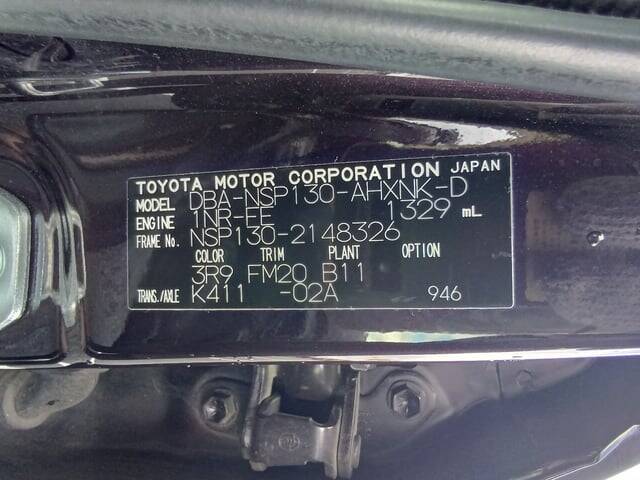 TOYOTA MOTOR CORPORATION JAPAN
MODEL DBA-NSP130-AHXNK-D
ENGINE 1NR-FE 1329 mL
FRAME No. NSP130-2148326
COLOR TRIM PLANT OPTION
3R9 FM20 B11
TRANS./AXLE K411 -02A 946